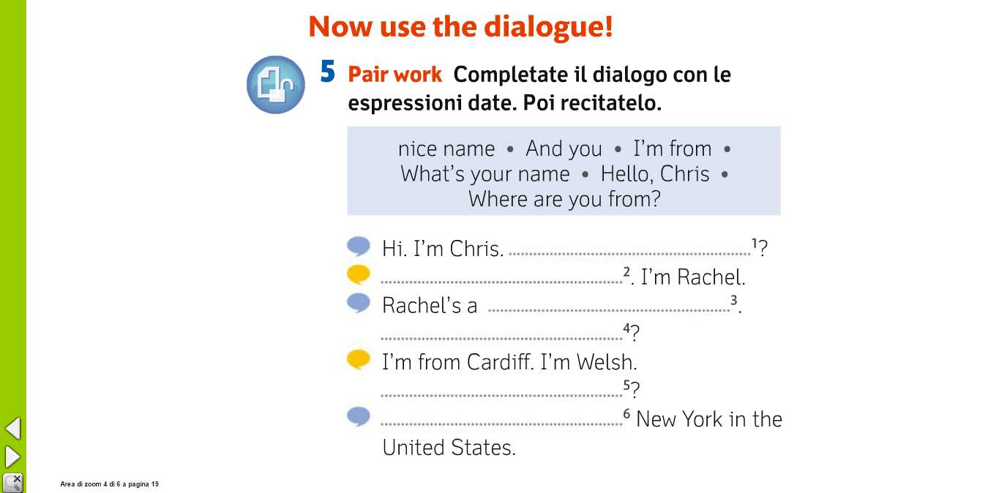 Now use the dialogue!
5 Pair work Completate il dialogo con le
espressioni date. Poi recitatelo.
nice name • And you • I'm from •
What's your name • Hello, Chris •
Where are you from?
Hi. I'm Chris. ..................................................1?
..................................................2. I'm Rachel.
Rachel's a ..................................................3.
..................................................4?
I'm from Cardiff. I'm Welsh.
..................................................5?
..................................................6 New York in the
United States.
Area di zoom 4 di 6 a pagina 19